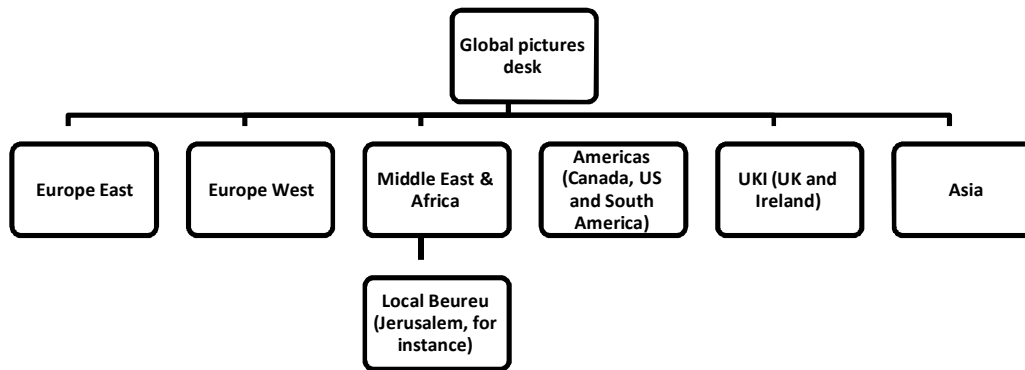 Global pictures
desk
Europe East
Europe West
Middle East &
Africa
Americas
(Canada, US
and South
America)
UKI (UK and
Ireland)
Asia
Local Beureu
(Jerusalem, for
instance)